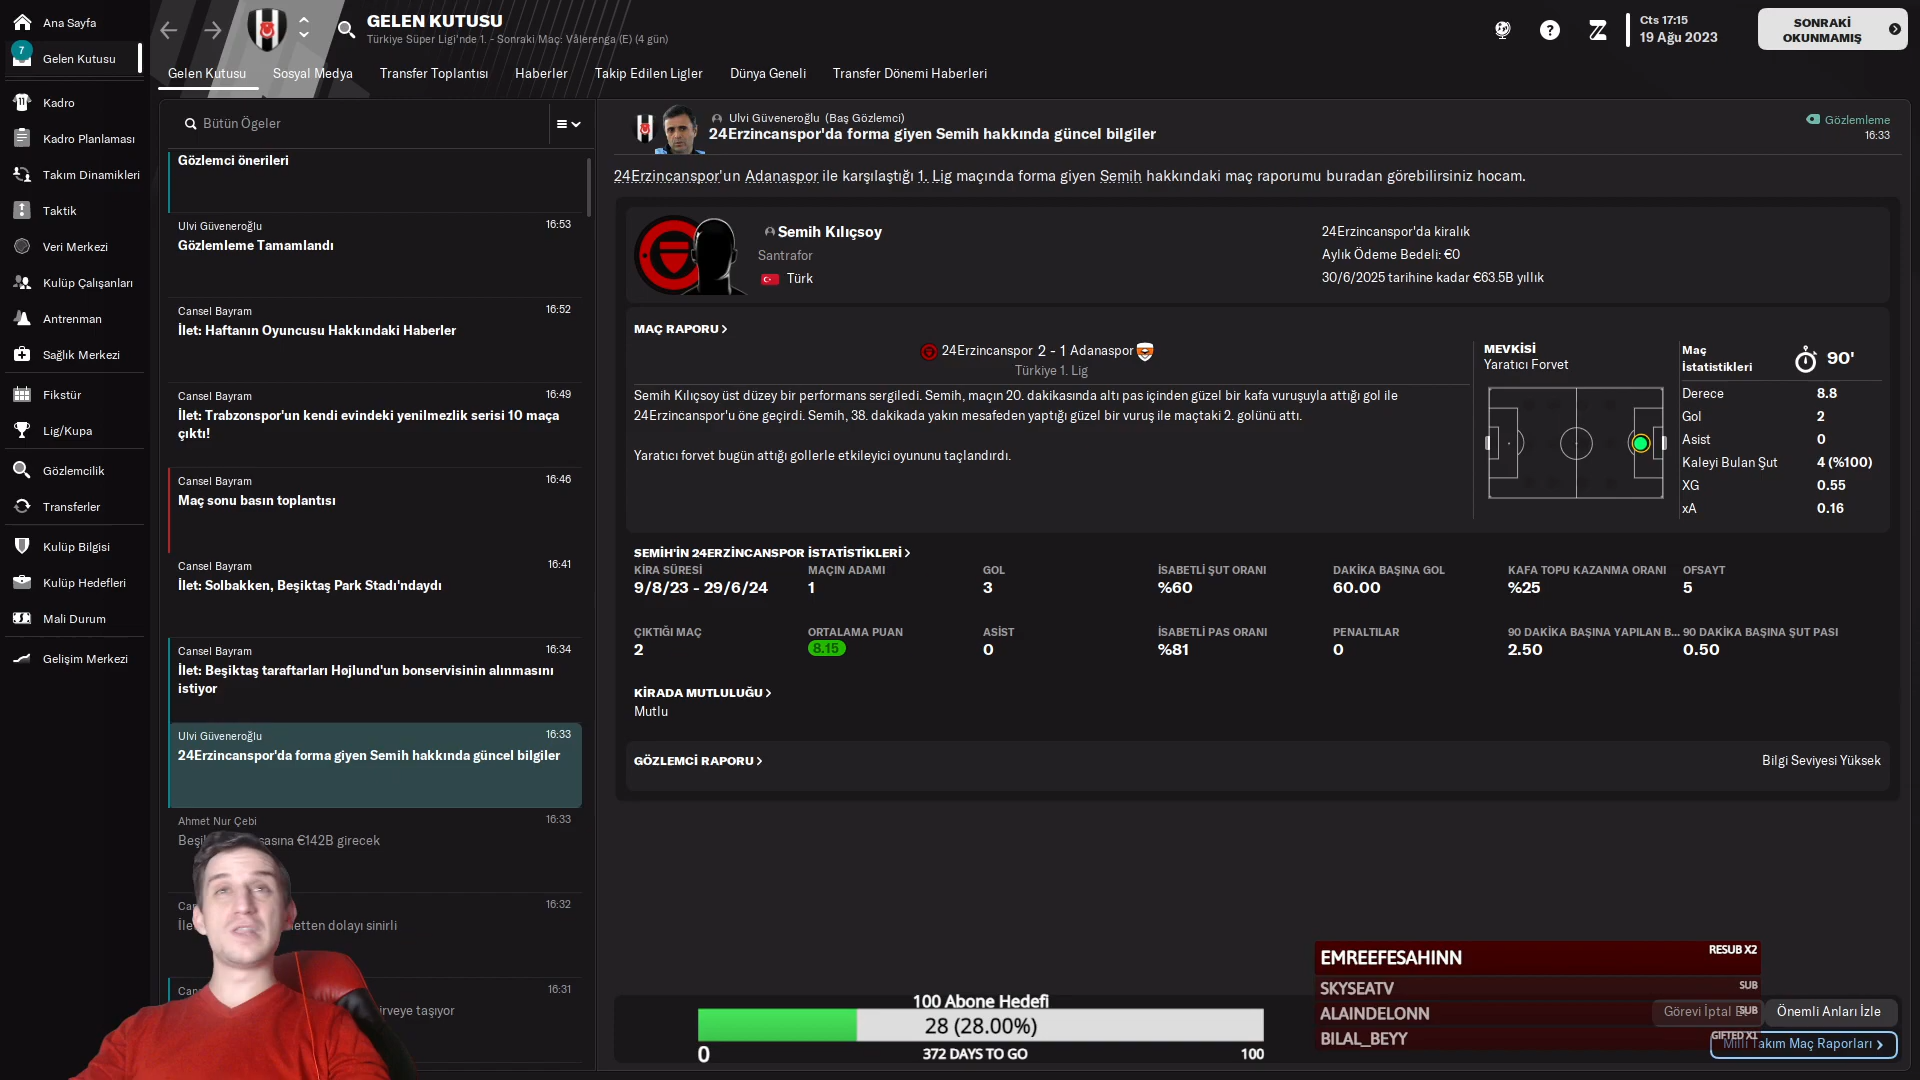 Ana Sayfa
7
Gelen Kutusu
Kadro
Kadro Planlaması
Takım Dinamikleri
Taktik
Veri Merkezi
Kulüp Çalışanları
Antrenman
Sağlık Merkezi
Fikstür
Lig/Kupa
Gözlemcilik
Transferler
Kulüp Bilgisi
Kulüp Hedefleri
Mali Durum
Gelişim Merkezi
GELEN KUTUSU
Türkiye Süper Ligi'nde 1. - Sonraki Maç: Vålerenga (E) (4 gün)
Cts 17:15
19 Ağu 2023
SONRAKİ
OKUNMAMIŞ
Gelen Kutusu
Sosyal Medya
Transfer Toplantısı
Haberler
Takip Edilen Ligler
Dünya Geneli
Transfer Dönemi Haberleri
Bütün Ögeler
Gözlemci önerileri
Ulvi Güveneroğlu 16:53
Gözlemleme Tamamlandı
Cansel Bayram 16:52
İlet: Haftanın Oyuncusu Hakkındaki Haberler
Cansel Bayram 16:49
İlet: Trabzonspor'un kendi evindeki yenilmezlik serisi 10 maça
çıktı!
Cansel Bayram 16:46
Maç sonu basın toplantısı
Cansel Bayram 16:41
İlet: Solbakken, Beşiktaş Park Stadı'ndaydı
Cansel Bayram 16:34
İlet: Beşiktaş taraftarları Højlund'un bonservisinin alınmasını
istiyor
Ulvi Güveneroğlu 16:33
24Erzincanspor'da forma giyen Semih hakkında güncel bilgiler
Ahmet Nur Çebi 16:33
€142B girecek
16:32
dolayı sinirli
16:31
taşıyor
Ulvi Güveneroğlu (Baş Gözlemci)
24Erzincanspor'da forma giyen Semih hakkında güncel bilgiler
Gözlemleme
16:33
24Erzincanspor'un Adanaspor ile karşılaştığı 1. Lig maçında forma giyen Semih hakkındaki maç raporumu buradan görebilirsiniz hocam.
Semih Kılıçsoy
Santrafor
Türk
24Erzincanspor'da kiralık
Aylık Ödeme Bedeli: €0
30/6/2025 tarihine kadar €63.5B yıllık
MAÇ RAPORU
24Erzincanspor 2 - 1 Adanaspor
Türkiye 1. Lig
Semih Kılıçsoy üst düzey bir performans sergiledi. Semih, maçın 20. dakikasında altı pas içinden güzel bir kafa vuruşuyla attığı gol ile
24Erzincanspor'u öne geçirdi. Semih, 38. dakikada yakın mesafeden yaptığı güzel bir vuruş ile maçtaki 2. golünü attı.
Yaratıcı forvet bugün attığı gollerle etkileyici oyununu taçlandırdı.
MEVKİSİ
Yaratıcı Forvet
Maç
İstatistikleri
90'
Derece 8.8
Gol 2
Asist 0
Kaleyi Bulan Şut 4 (%100)
XG 0.55
xA 0.16
SEMİH'İN 24ERZİNCANSPOR İSTATİSTİKLERİ
KİRA SÜRESİ MAÇIN ADAMI GOL İSABETLİ ŞUT ORANI DAKİKA BAŞINA GOL KAFA TOPU KAZANMA ORANI OFSAYT
9/8/23 - 29/6/24 1 3 %60 60.00 %25 5
ÇIKTIĞI MAÇ ORTALAMA PUAN ASİST İSABETLİ PAS ORANI PENALTILAR 90 DAKİKA BAŞINA YAPILAN B... 90 DAKİKA BAŞINA ŞUT PASI
2 8.15 0 %81 0 2.50 0.50
KİRADA MUTLULUĞU
Mutlu
GÖZLEMCİ RAPORU
Bilgi Seviyesi Yüksek
100 Abone Hedefi
28 (28.00%)
0 372 DAYS TO GO 100
EMREEFESAHINN RESUB X2
SKYSEATV SUB
ALAINDELONN SUB
BILAL_BEYY GIFTED X1
Görevi İptal
Önemli Anları İzle
Milli Takım Maç Raporları